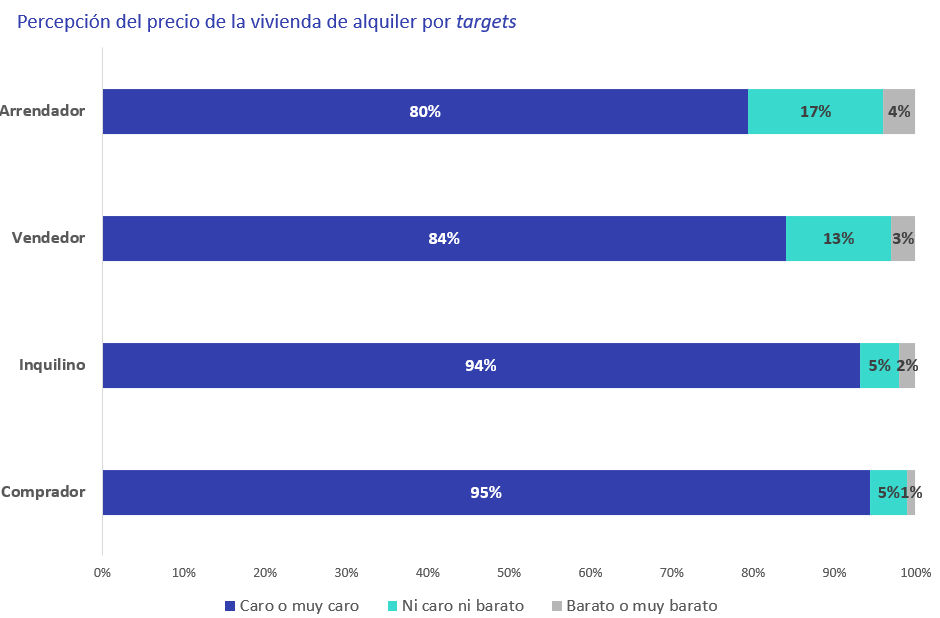 Percepción del precio de la vivienda de alquiler por targets
Arrendador 80% 17% 4%
Vendedor 84% 13% 3%
Inquilino 94% 5% 2%
Comprador 95% 5% 1%
0% 10% 20% 30% 40% 50% 60% 70% 80% 90% 100%
Caro o muy caro Ni caro ni barato Barato o muy barato